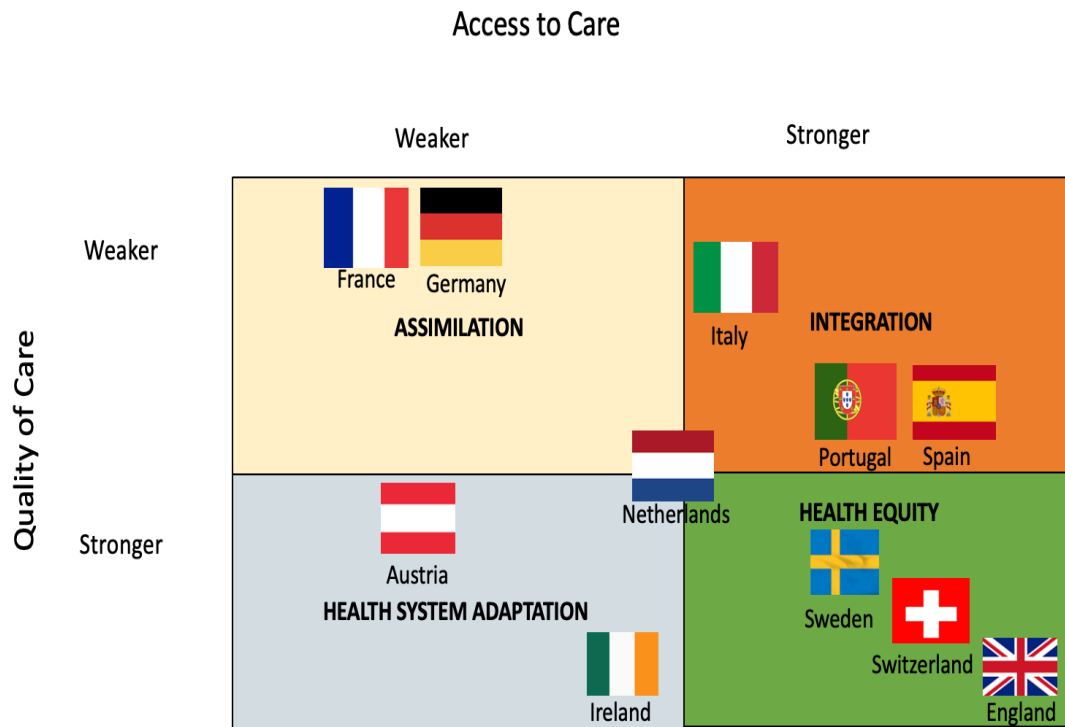 Access to Care
Weaker
Stronger
Quality of Care
Weaker
Stronger
France
Germany
ASSIMILATION
Italy
INTEGRATION
Portugal
Spain
Netherlands
Austria
HEALTH SYSTEM ADAPTATION
Ireland
HEALTH EQUITY
Sweden
Switzerland
England